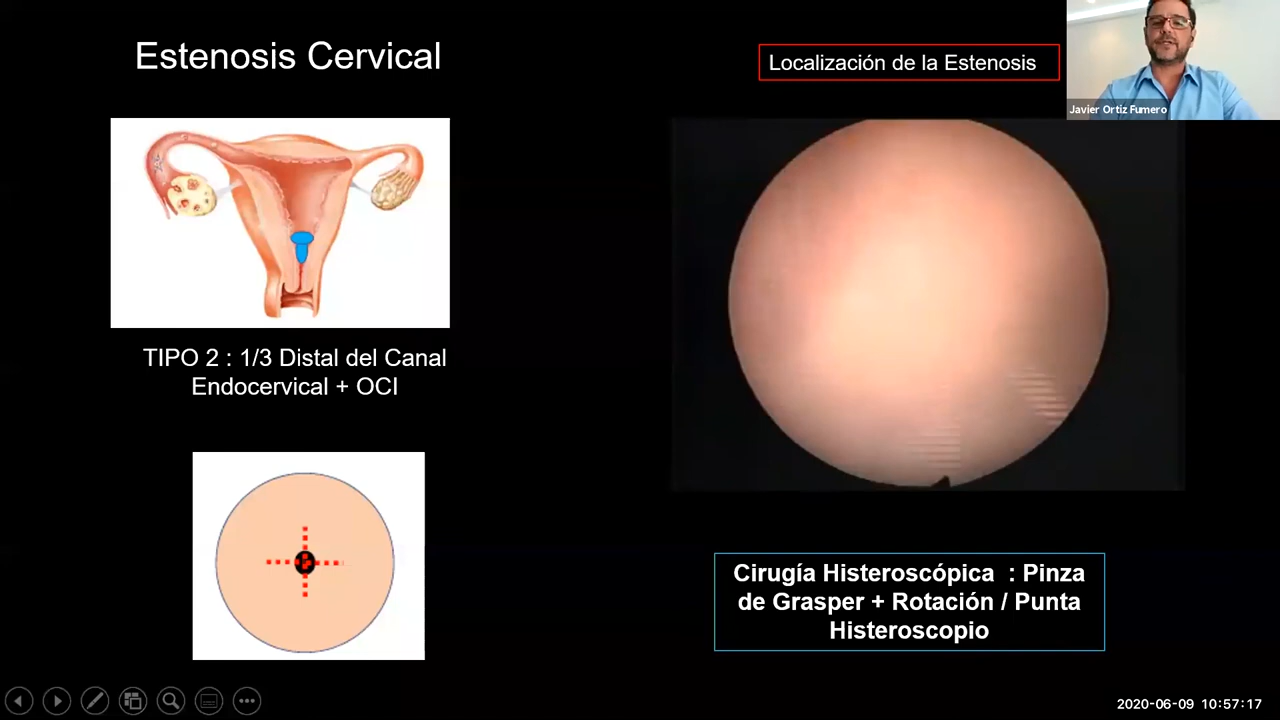 Estenosis Cervical
Localización de la Estenosis
Javier Ortiz Fumero
TIPO 2 : 1/3 Distal del Canal
Endocervical + OCI
Cirugía Histeroscópica : Pinza
de Grasper + Rotación / Punta
Histeroscopio
2020-06-09 10:57:17